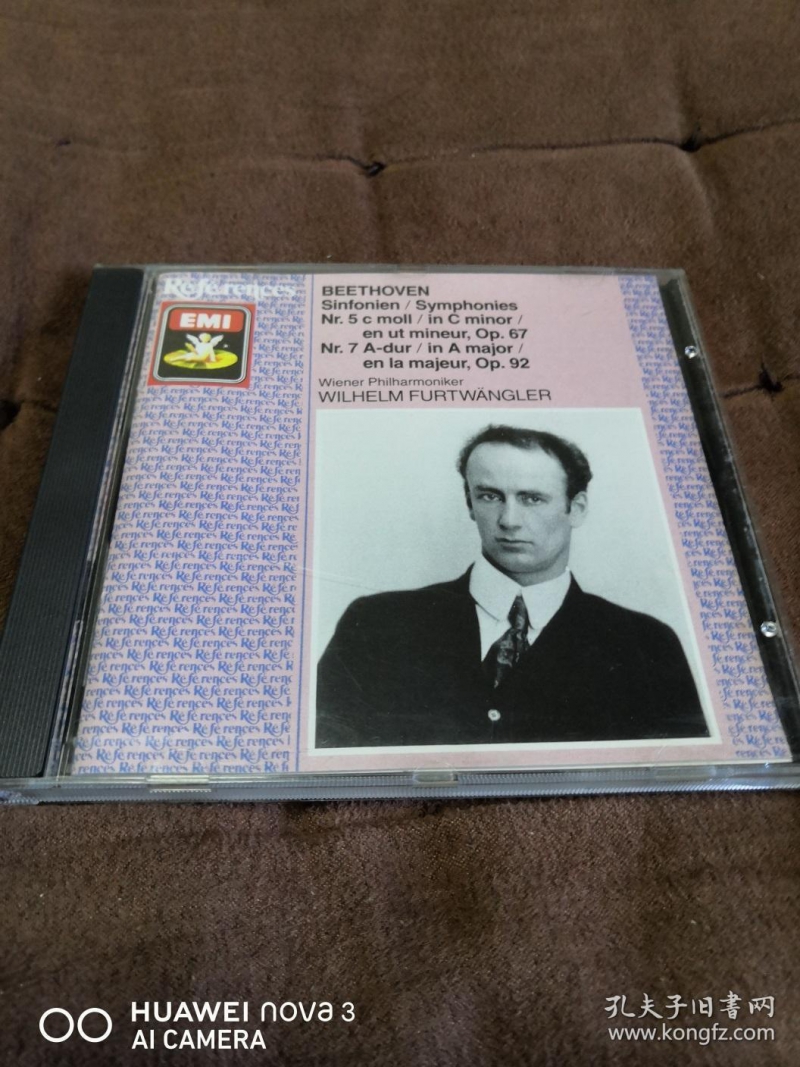 Références
EMI
BEETHOVEN
Sinfonien / Symphonies
Nr. 5 c moll / in C minor /
en ut mineur, Op. 67
Nr. 7 A-dur / in A major /
en la majeur, Op. 92
Wiener Philharmoniker
WILHELM FURTWÄNGLER
HUAWEI nova 3
AI CAMERA
孔夫子旧书网
www.kongfz.com